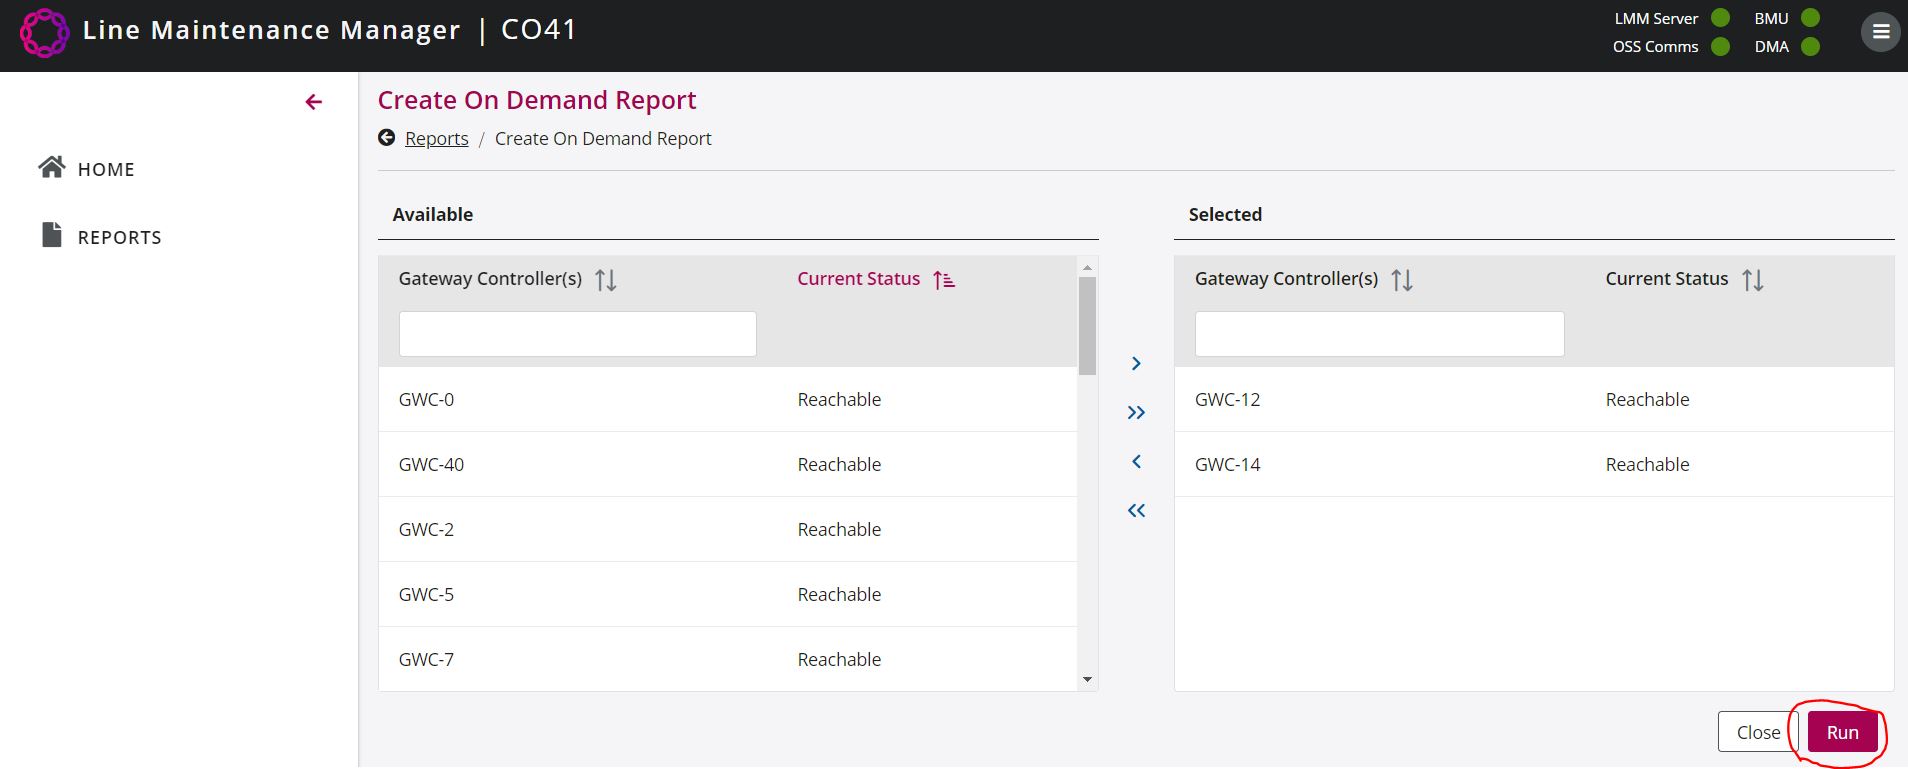 Line Maintenance Manager | CO41
LMM Server BMU
OSS Comms DMA
HOME
REPORTS
Create On Demand Report
Reports / Create On Demand Report
Available
Gateway Controller(s) Current Status
GWC-0 Reachable
GWC-40 Reachable
GWC-2 Reachable
GWC-5 Reachable
GWC-7 Reachable
Selected
Gateway Controller(s) Current Status
GWC-12 Reachable
GWC-14 Reachable
Close Run